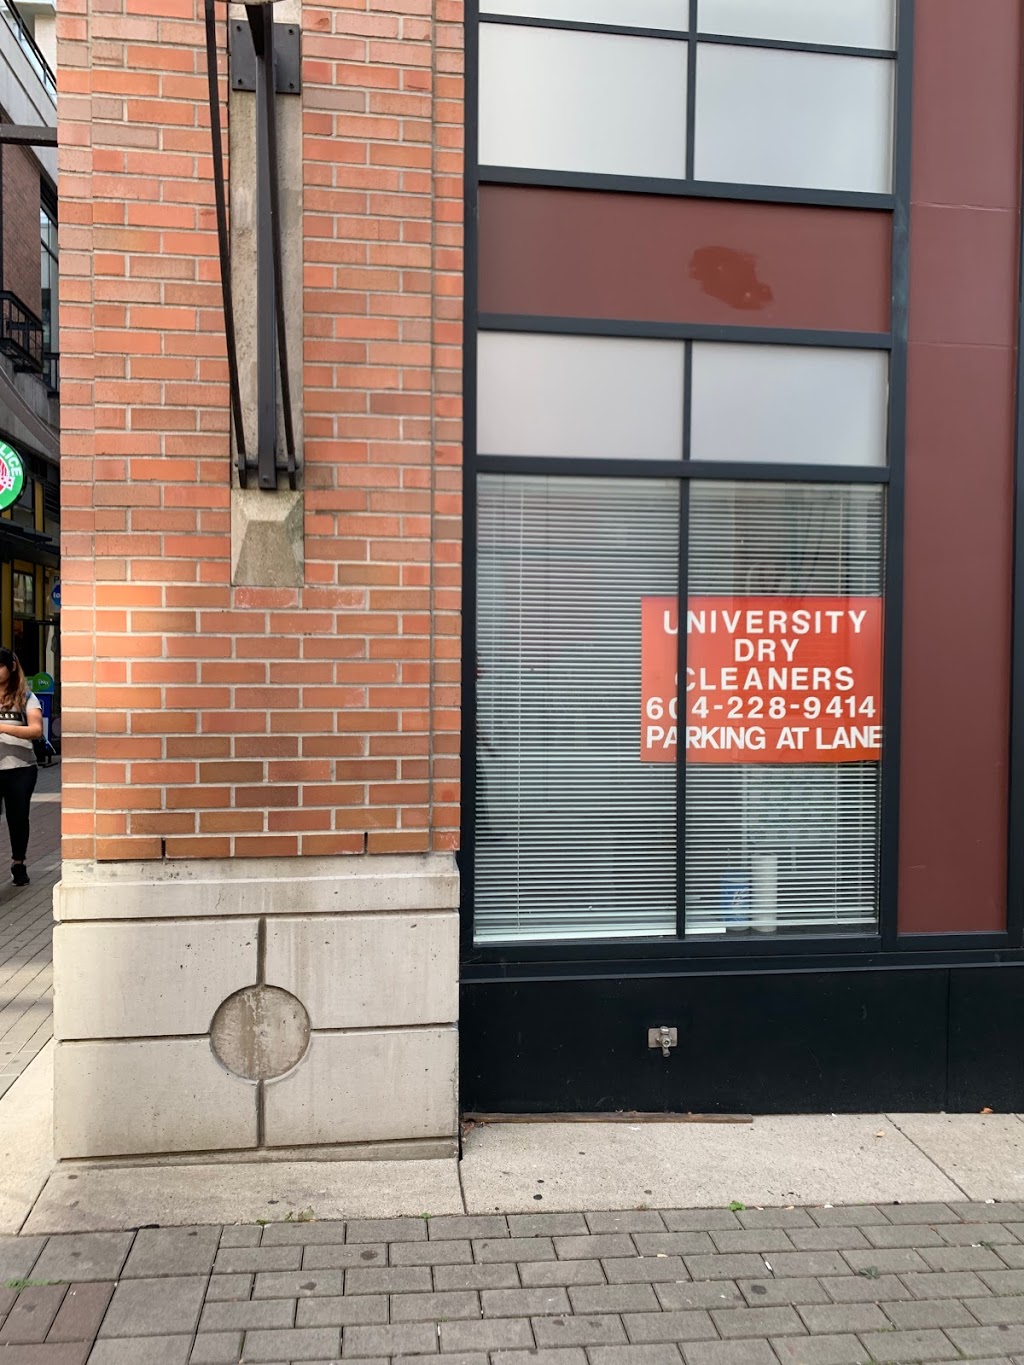 UNIVERSITY
DRY
CLEANERS
604-228-9414
PARKING AT LANE